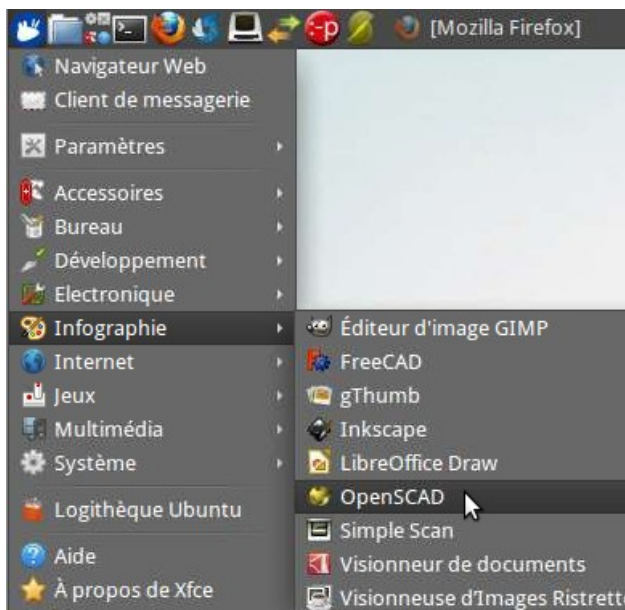 [Mozilla Firefox]
Navigateur Web
Client de messagerie
Paramètres
Accessoires
Bureau
Développement
Electronique
Infographie
Internet
Jeux
Multimédia
Système
Logithèque Ubuntu
Aide
À propos de Xfce
Éditeur d'image GIMP
FreeCAD
gThumb
Inkscape
LibreOffice Draw
OpenSCAD
Simple Scan
Visionneur de documents
Visionneuse d'Images Ristrett